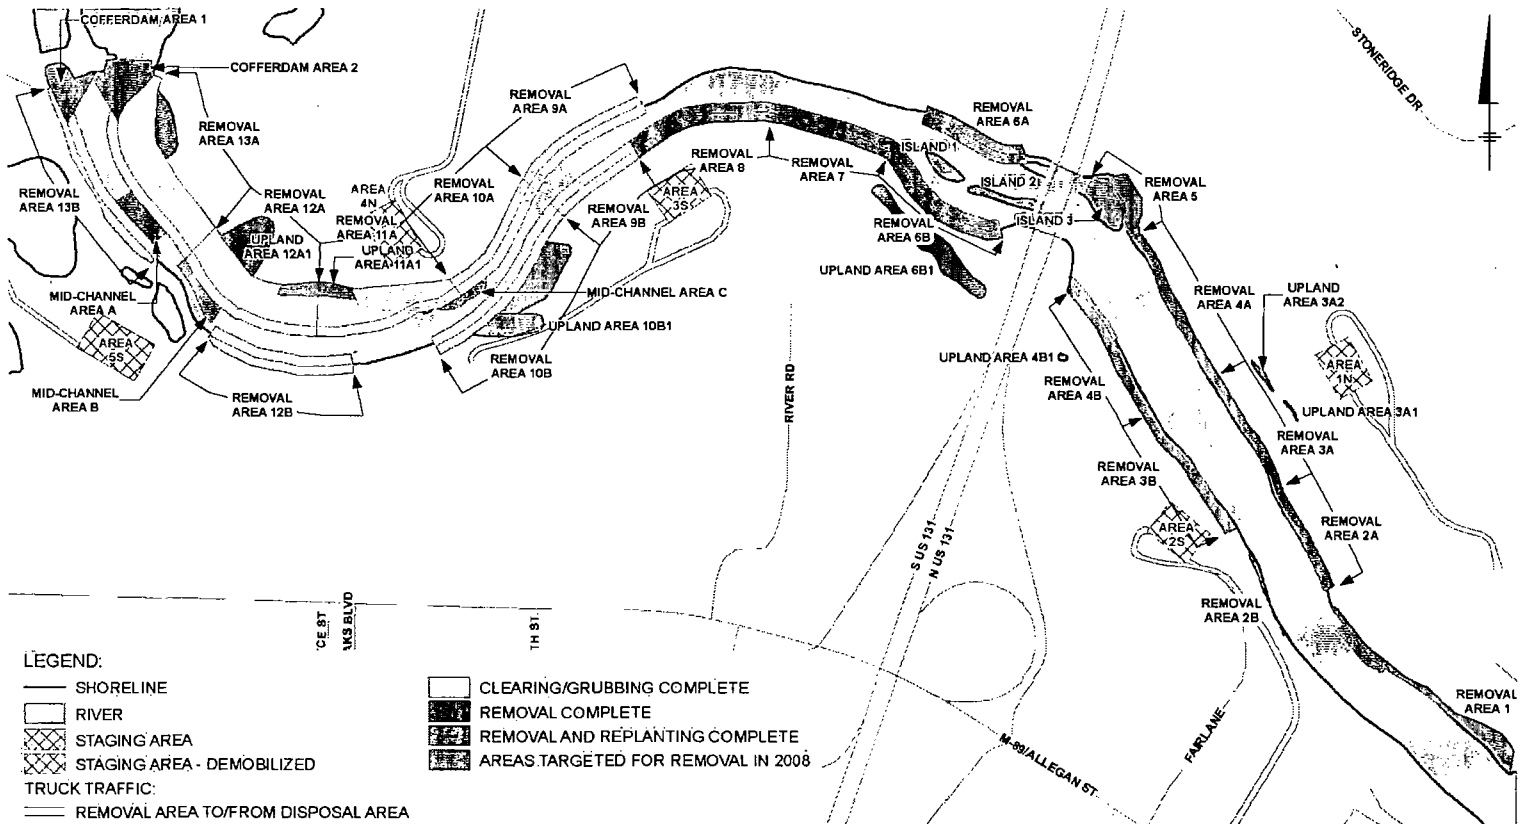 COFFERDAM AREA 1
COFFERDAM AREA 2
REMOVAL
AREA 13A
REMOVAL
AREA 13B
REMOVAL
AREA 12A
UPLAND
AREA 12A1
AREA
4N
REMOVAL
AREA 11A
UPLAND
AREA 11A1
REMOVAL
AREA 10A
REMOVAL
AREA 9A
REMOVAL
AREA 9B
REMOVAL
AREA 8
AREA
3S
REMOVAL
AREA 7
REMOVAL
AREA 6A
ISLAND 1
ISLAND 2
ISLAND 3
REMOVAL
AREA 6B
UPLAND AREA 6B1
REMOVAL
AREA 5
STONERIDGE DR.
MID-CHANNEL
AREA A
AREA
5S
MID-CHANNEL
AREA B
REMOVAL
AREA 12B
MID-CHANNEL AREA C
UPLAND AREA 10B1
REMOVAL
AREA 10B
RIVER RD
UPLAND AREA 4B1
REMOVAL
AREA 4B
REMOVAL
AREA 3B
REMOVAL
AREA 4A
UPLAND
AREA 3A2
AREA
1N
UPLAND AREA 3A1
REMOVAL
AREA 3A
REMOVAL
AREA 2A
AREA
2S
REMOVAL
AREA 2B
REMOVAL
AREA 1
S US 131
N US 131
M-89/ALLEGAN ST.
FAIRLANE
CE ST
AKS BLVD
TH ST.
LEGEND:
SHORELINE
RIVER
STAGING AREA
STAGING AREA - DEMOBILIZED
TRUCK TRAFFIC:
REMOVAL AREA TO/FROM DISPOSAL AREA
CLEARING/GRUBBING COMPLETE
REMOVAL COMPLETE
REMOVAL AND REPLANTING COMPLETE
AREAS TARGETED FOR REMOVAL IN 2008